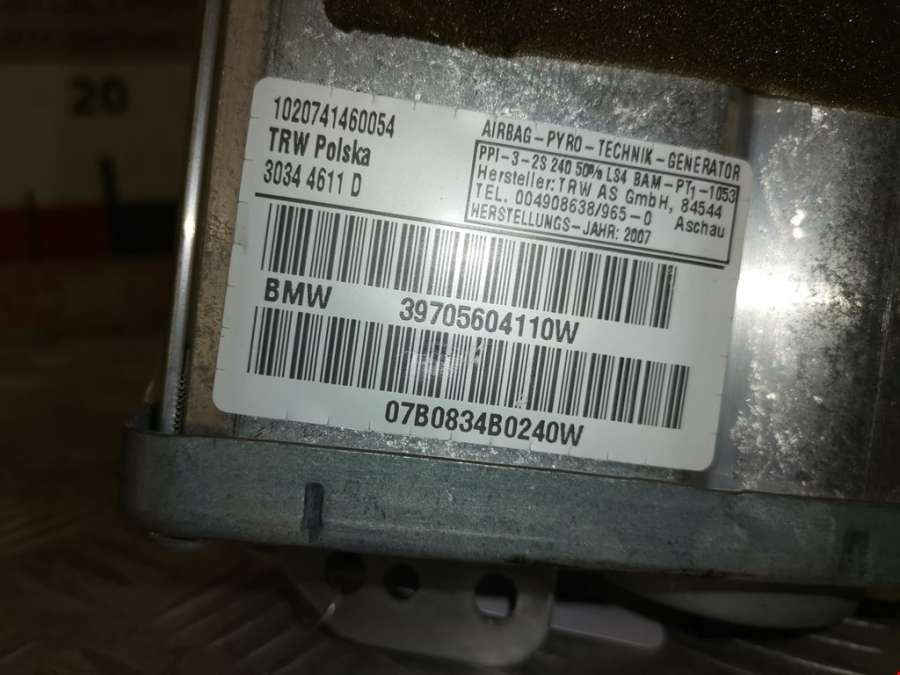 20
1020741460054
TRW Polska
3034 4611 D
AIRBAG-PYRO-TECHNIK-GENERATOR
PPI-3-2S 240 50% LS4 BAM-PT1-1053
Hersteller: TRW AS GmbH, 84544
TEL. 004908638/965-0 Aschau
HERSTELLUNGS-JAHR: 2007
BMW 39705604110W
07B0834B0240W